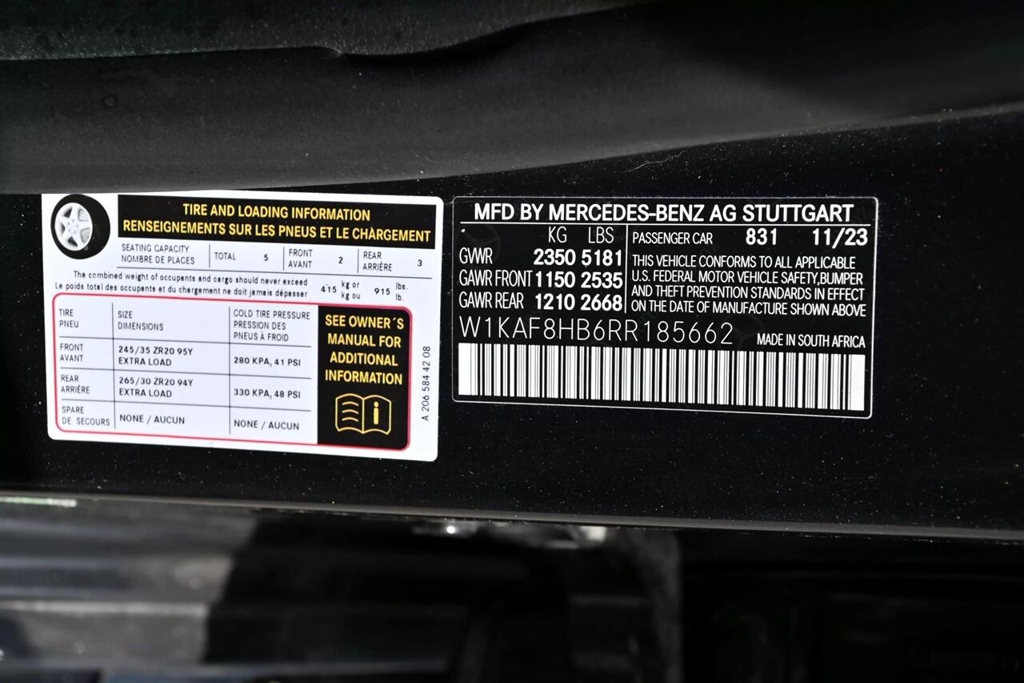 TIRE AND LOADING INFORMATION
RENSEIGNEMENTS SUR LES PNEUS ET LE CHARGEMENT
SEATING CAPACITY
NOMBRE DE PLACES
TOTAL 5
FRONT
AVANT
2
REAR
ARRIÈRE
3
The combined weight of occupants and cargo should never exceed
Le poids total des occupants et du chargement ne doit jamais dépasser
415
kg or
kg ou
915
lbs.
lb.
TIRE
PNEU
SIZE
DIMENSIONS
COLD TIRE PRESSURE
PRESSION DES
PNEUS À FROID
FRONT
AVANT
245/35 ZR20 95Y
EXTRA LOAD
280 KPA, 41 PSI
REAR
ARRIÈRE
265/30 ZR20 94Y
EXTRA LOAD
330 KPA, 48 PSI
SPARE
DE SECOURS
NONE / AUCUN
NONE / AUCUN
SEE OWNER´S
MANUAL FOR
ADDITIONAL
INFORMATION
A 206 584 42 08
MFD BY MERCEDES-BENZ AG STUTTGART
KG LBS
GWR 2350 5181
GAWR FRONT 1150 2535
GAWR REAR 1210 2668
PASSENGER CAR 831 11/23
THIS VEHICLE CONFORMS TO ALL APPLICABLE
U.S. FEDERAL MOTOR VEHICLE SAFETY,BUMPER
AND THEFT PREVENTION STANDARDS IN EFFECT
ON THE DATE OF MANUFACTURE SHOWN ABOVE
W1KAF8HB6RR185662
MADE IN SOUTH AFRICA